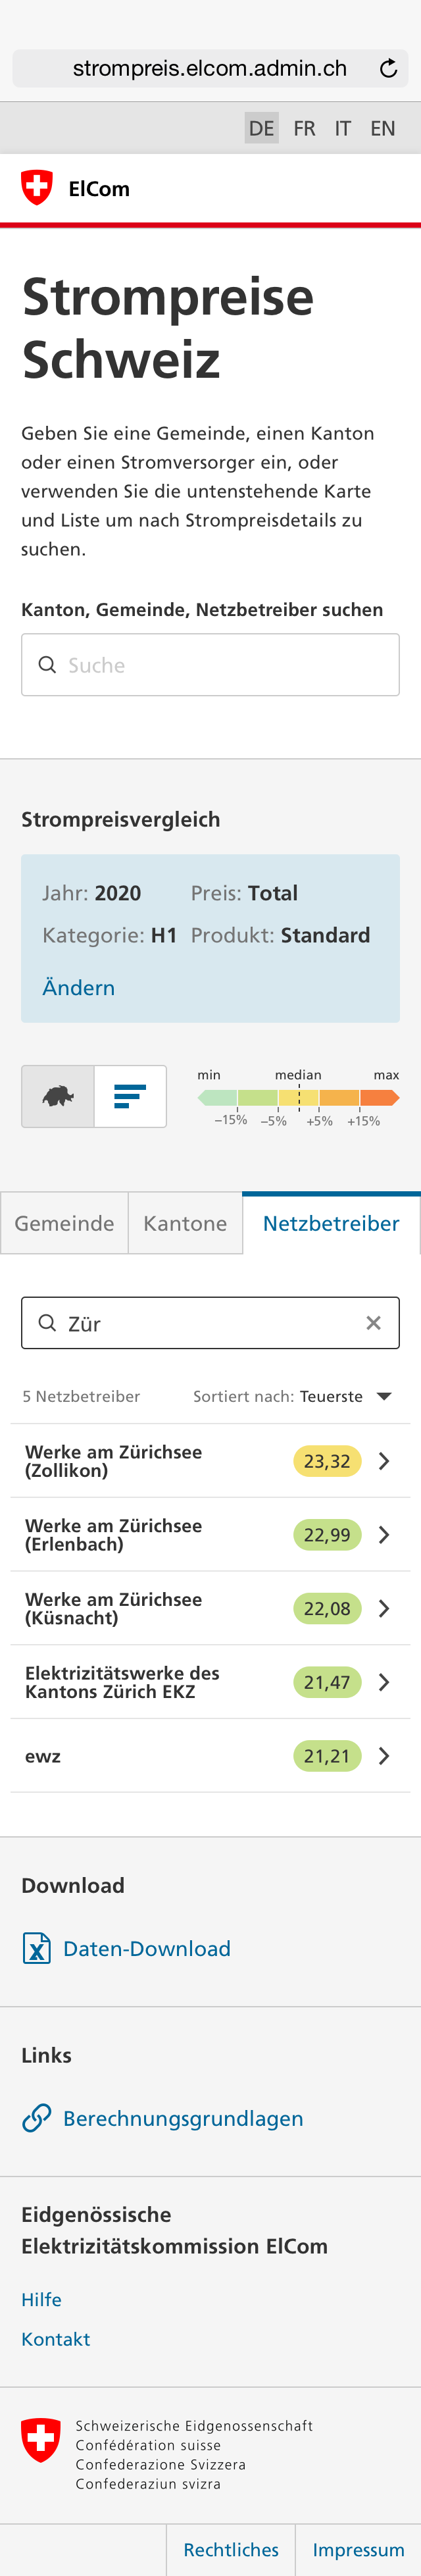 strompreis.elcom.admin.ch
DE FR IT EN
ElCom
Strompreise
Schweiz
Geben Sie eine Gemeinde, einen Kanton
oder einen Stromversorger ein, oder
verwenden Sie die untenstehende Karte
und Liste um nach Strompreisdetails zu
suchen.
Kanton, Gemeinde, Netzbetreiber suchen
Suche
Strompreisvergleich
Jahr: 2020 Preis: Total
Kategorie: H1 Produkt: Standard
Ändern
min median max
–15% –5% +5% +15%
Gemeinde Kantone Netzbetreiber
Zür
5 Netzbetreiber Sortiert nach: Teuerste
Werke am Zürichsee
(Zollikon)
23,32
Werke am Zürichsee
(Erlenbach)
22,99
Werke am Zürichsee
(Küsnacht)
22,08
Elektrizitätswerke des
Kantons Zürich EKZ
21,47
ewz
21,21
Download
Daten-Download
Links
Berechnungsgrundlagen
Eidgenössische
Elektrizitätskommission ElCom
Hilfe
Kontakt
Schweizerische Eidgenossenschaft
Confédération suisse
Confederazione Svizzera
Confederaziun svizra
Rechtliches Impressum